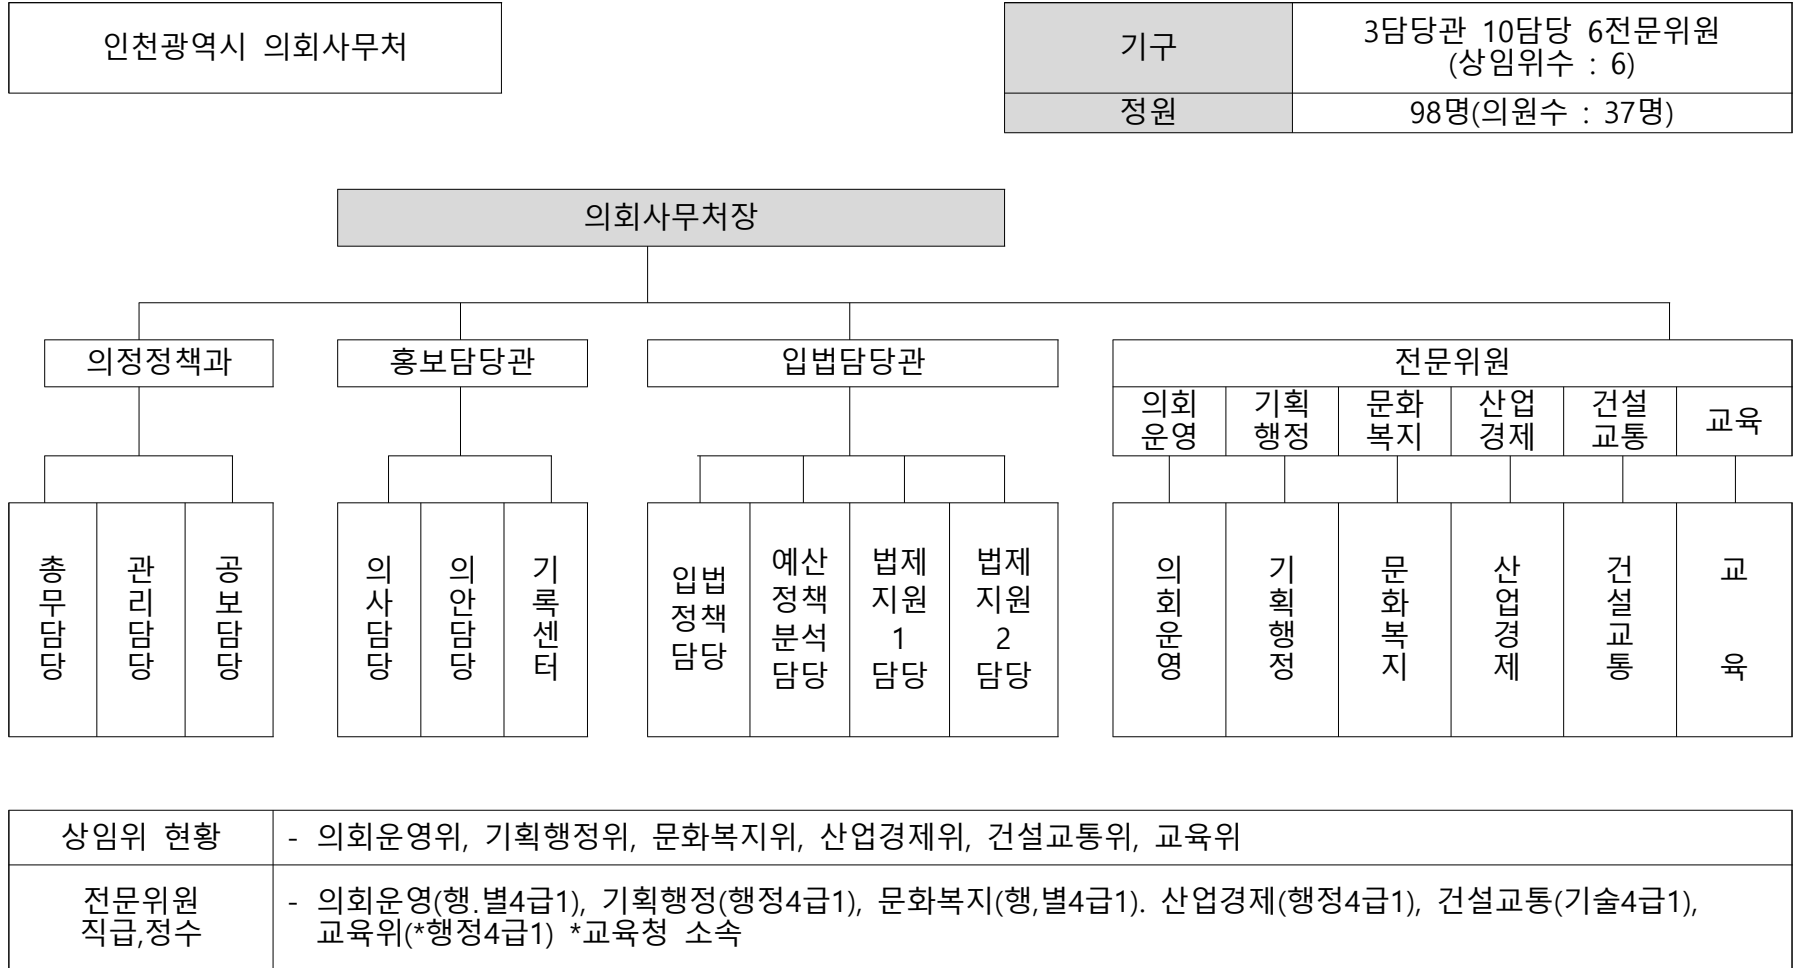 인천광역시 의회사무처
기구
3담당관 10담당 6전문위원
(상임위수 : 6)
정원
98명(의원수 : 37명)
의회사무처장
의정정책과
홍보담당관
입법담당관
전문위원
의회
운영
기획
행정
문화
복지
산업
경제
건설
교통
교육
총무담당
관리담당
공보담당
의사담당
의안담당
기록센터
입법
정책
담당
예산
정책
분석
담당
법제
지원
1
담당
법제
지원
2
담당
의회운영
기획행정
문화복지
산업경제
건설교통
교육
상임위 현황
- 의회운영위, 기획행정위, 문화복지위, 산업경제위, 건설교통위, 교육위
전문위원
직급,정수
- 의회운영(행.별4급1), 기획행정(행정4급1), 문화복지(행,별4급1). 산업경제(행정4급1), 건설교통(기술4급1),
교육위(*행정4급1) *교육청 소속